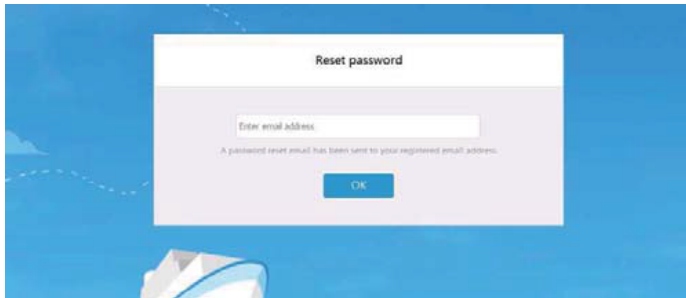 Reset password
Enter email address
A password reset email has been sent to your registered email address.
OK